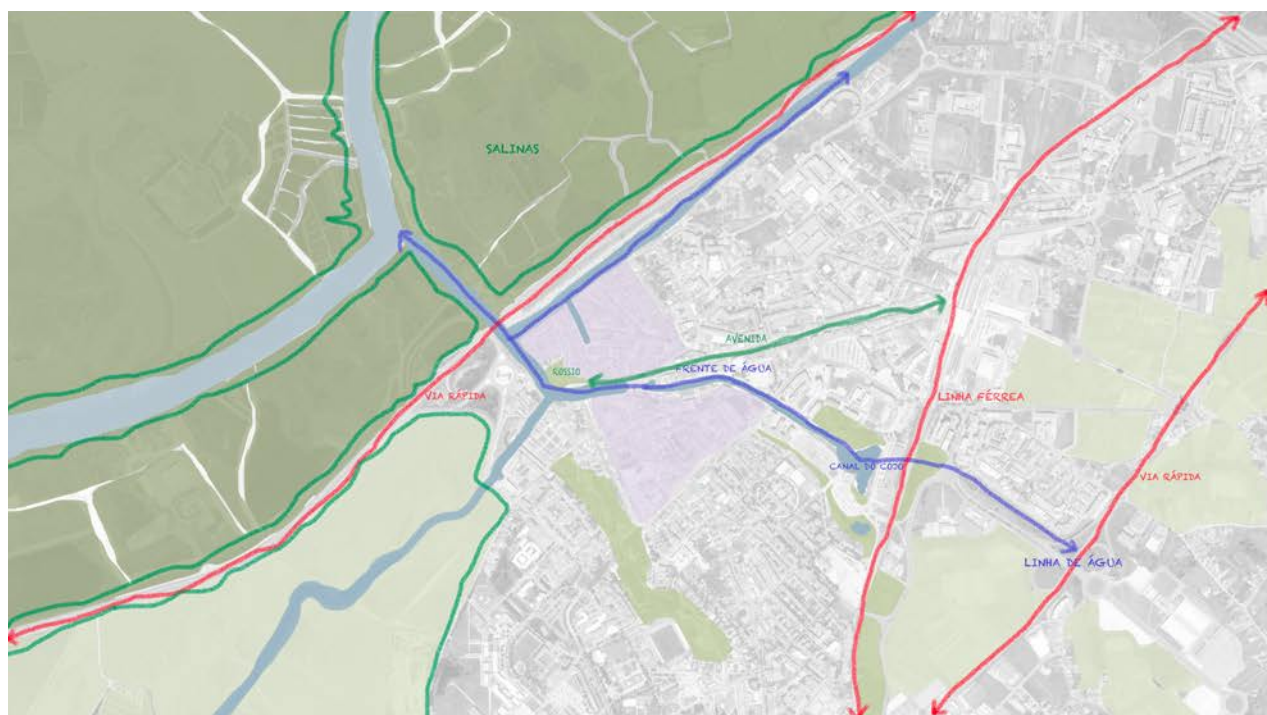 SALINAS
AVENIDA
FRENTE DE ÁGUA
ROSSIO
VIA RÁPIDA
LINHA FÉRREA
CANAL DO COJO
VIA RÁPIDA
LINHA DE ÁGUA